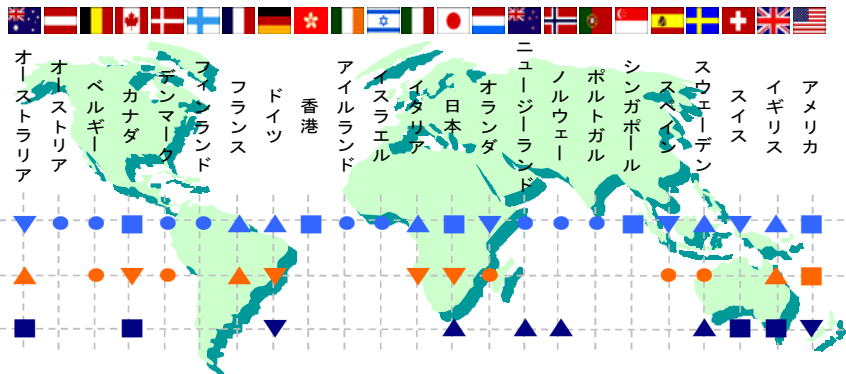 オーストラリア
オーストリア
ベルギー
カナダ
デンマーク
フィンランド
フランス
ドイツ
香港
アイルランド
イスラエル
イタリア
日本
オランダ
ニュージーランド
ノルウェー
ポルトガル
シンガポール
スペイン
スウェーデン
スイス
イギリス
アメリカ